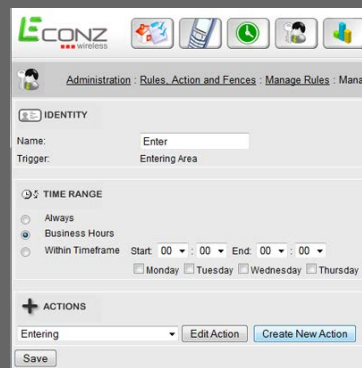 ECONZ
wireless
Administration : Rules, Action and Fences : Manage Rules : Mana
IDENTITY
Name: Enter
Trigger: Entering Area
TIME RANGE
Always
Business Hours
Within Timeframe Start: 00 : 00 End: 00 : 00
Monday Tuesday Wednesday Thursday
ACTIONS
Entering Edit Action Create New Action
Save